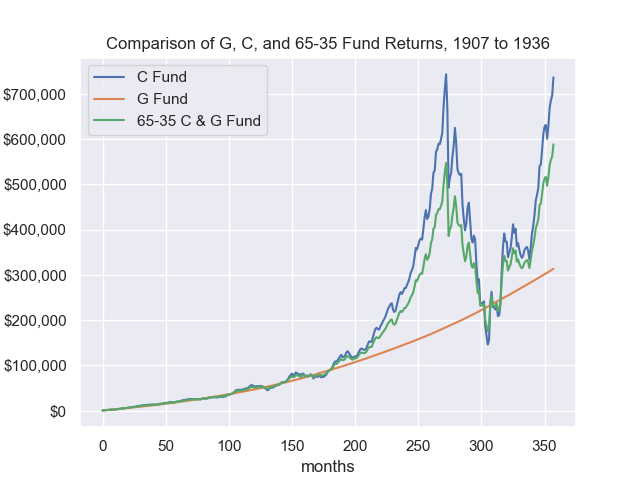 Comparison of G, C, and 65-35 Fund Returns, 1907 to 1936
C Fund
G Fund
65-35 C & G Fund
$700,000
$600,000
$500,000
$400,000
$300,000
$200,000
$100,000
$0
0 50 100 150 200 250 300 350
months